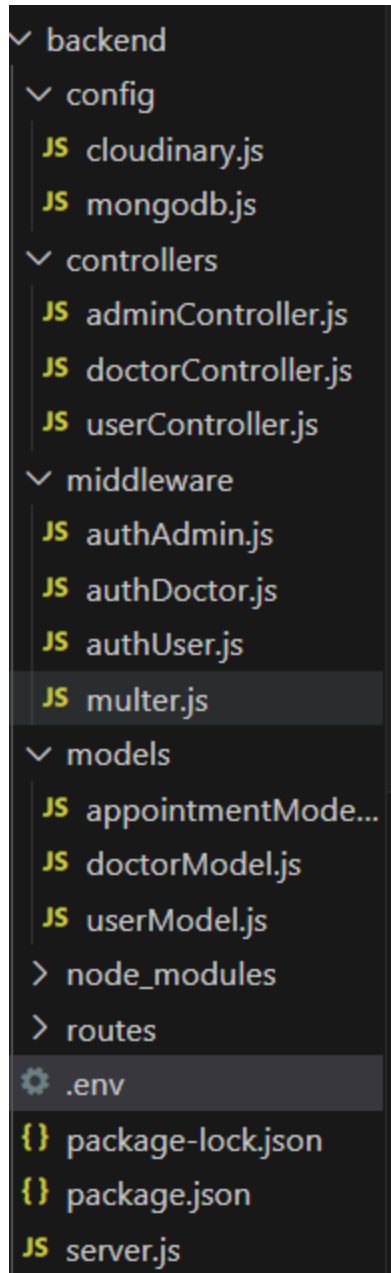 backend
config
JS cloudinary.js
JS mongodb.js
controllers
JS adminController.js
JS doctorController.js
JS userController.js
middleware
JS authAdmin.js
JS authDoctor.js
JS authUser.js
JS multer.js
models
JS appointmentMode...
JS doctorModel.js
JS userModel.js
node_modules
routes
.env
{} package-lock.json
{} package.json
JS server.js